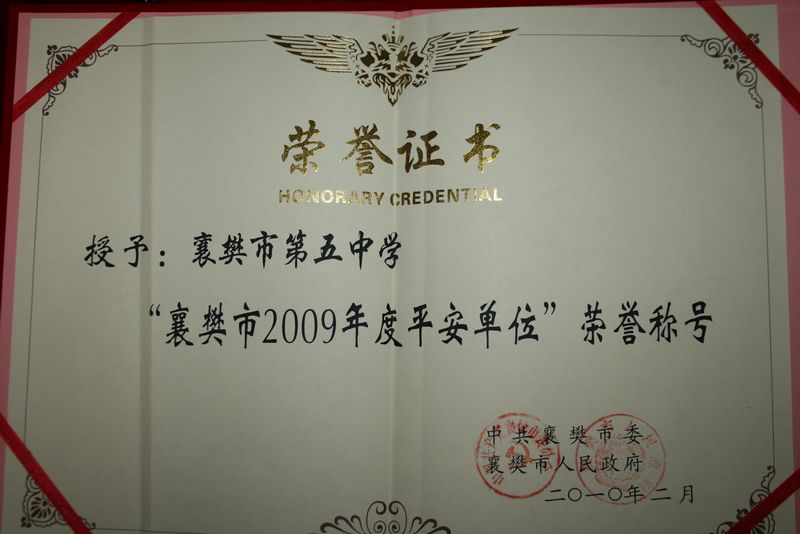 荣誉证书
HONORARY CREDENTIAL
授予：襄樊市第五中学
“襄樊市2009年度平安单位”荣誉称号
中共襄樊市委
襄樊市人民政府
二〇一〇年二月